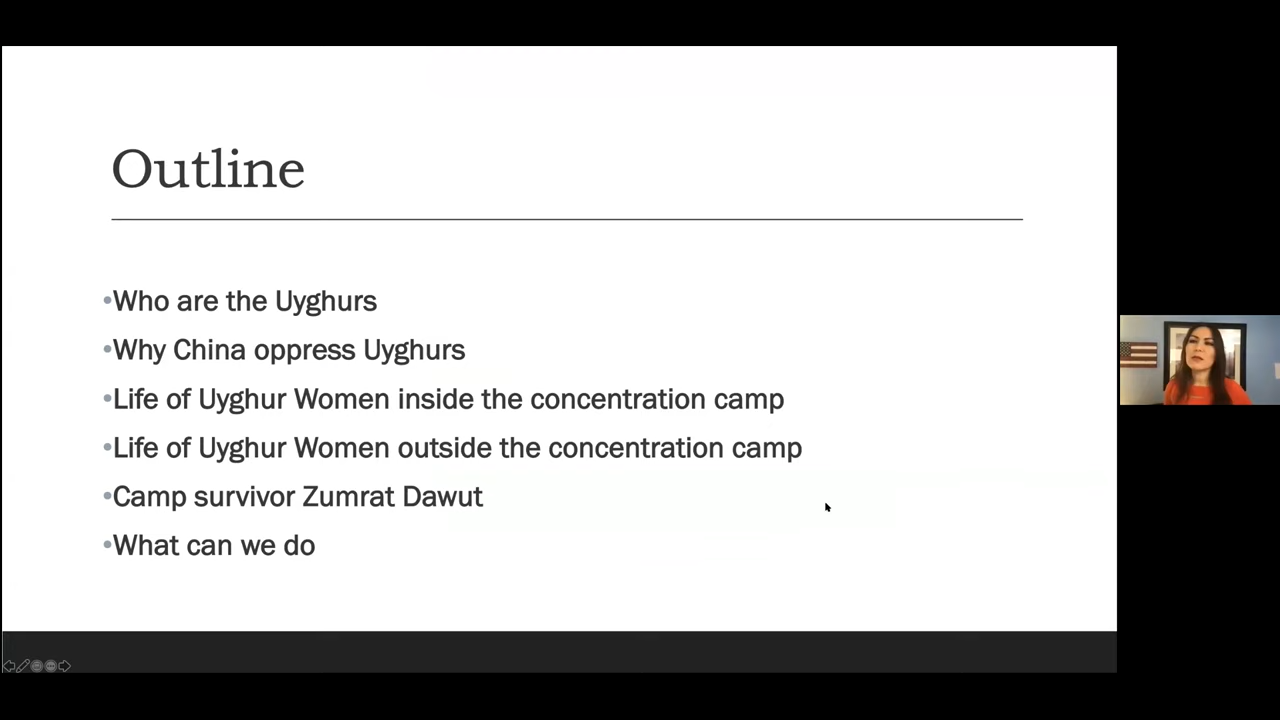 Outline
•Who are the Uyghurs
•Why China oppress Uyghurs
•Life of Uyghur Women inside the concentration camp
•Life of Uyghur Women outside the concentration camp
•Camp survivor Zumrat Dawut
•What can we do